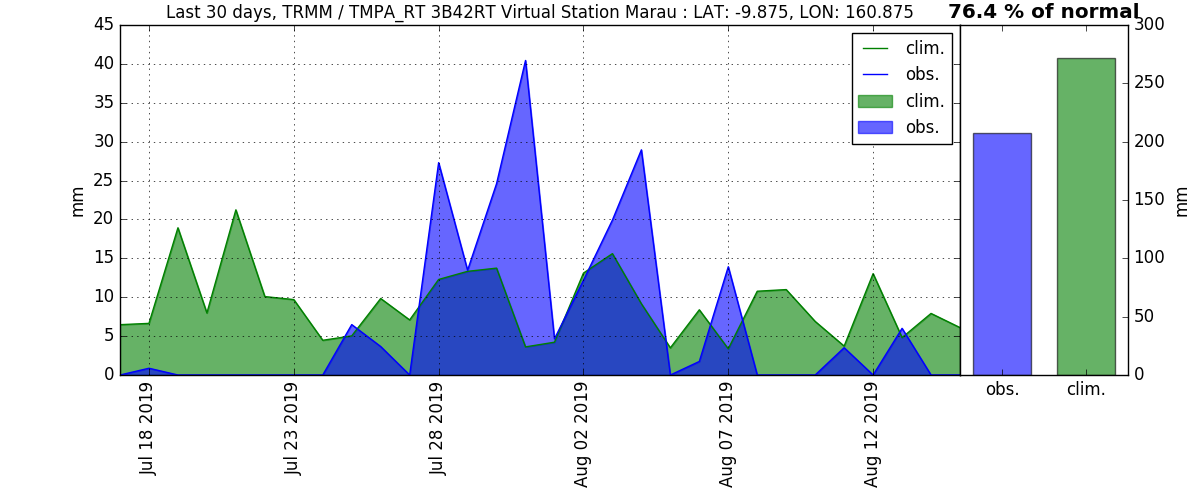 Last 30 days, TRMM / TMPA_RT 3B42RT Virtual Station Marau : LAT: -9.875, LON: 160.875
76.4 % of normal
45
40
35
30
25
20
15
10
5
0
mm
clim.
obs.
clim.
obs.
300
250
200
150
100
50
0
mm
obs.
clim.
Jul 18 2019
Jul 23 2019
Jul 28 2019
Aug 02 2019
Aug 07 2019
Aug 12 2019